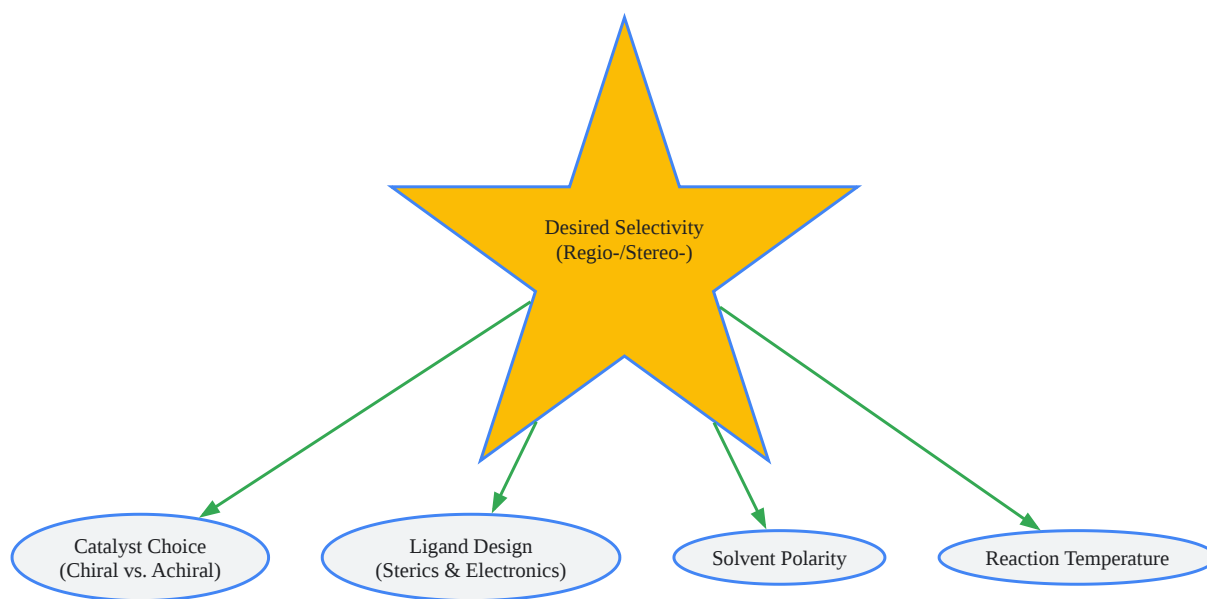 Desired Selectivity
(Regio-/Stereo-)
Catalyst Choice
(Chiral vs. Achiral)
Ligand Design
(Sterics & Electronics)
Solvent Polarity
Reaction Temperature